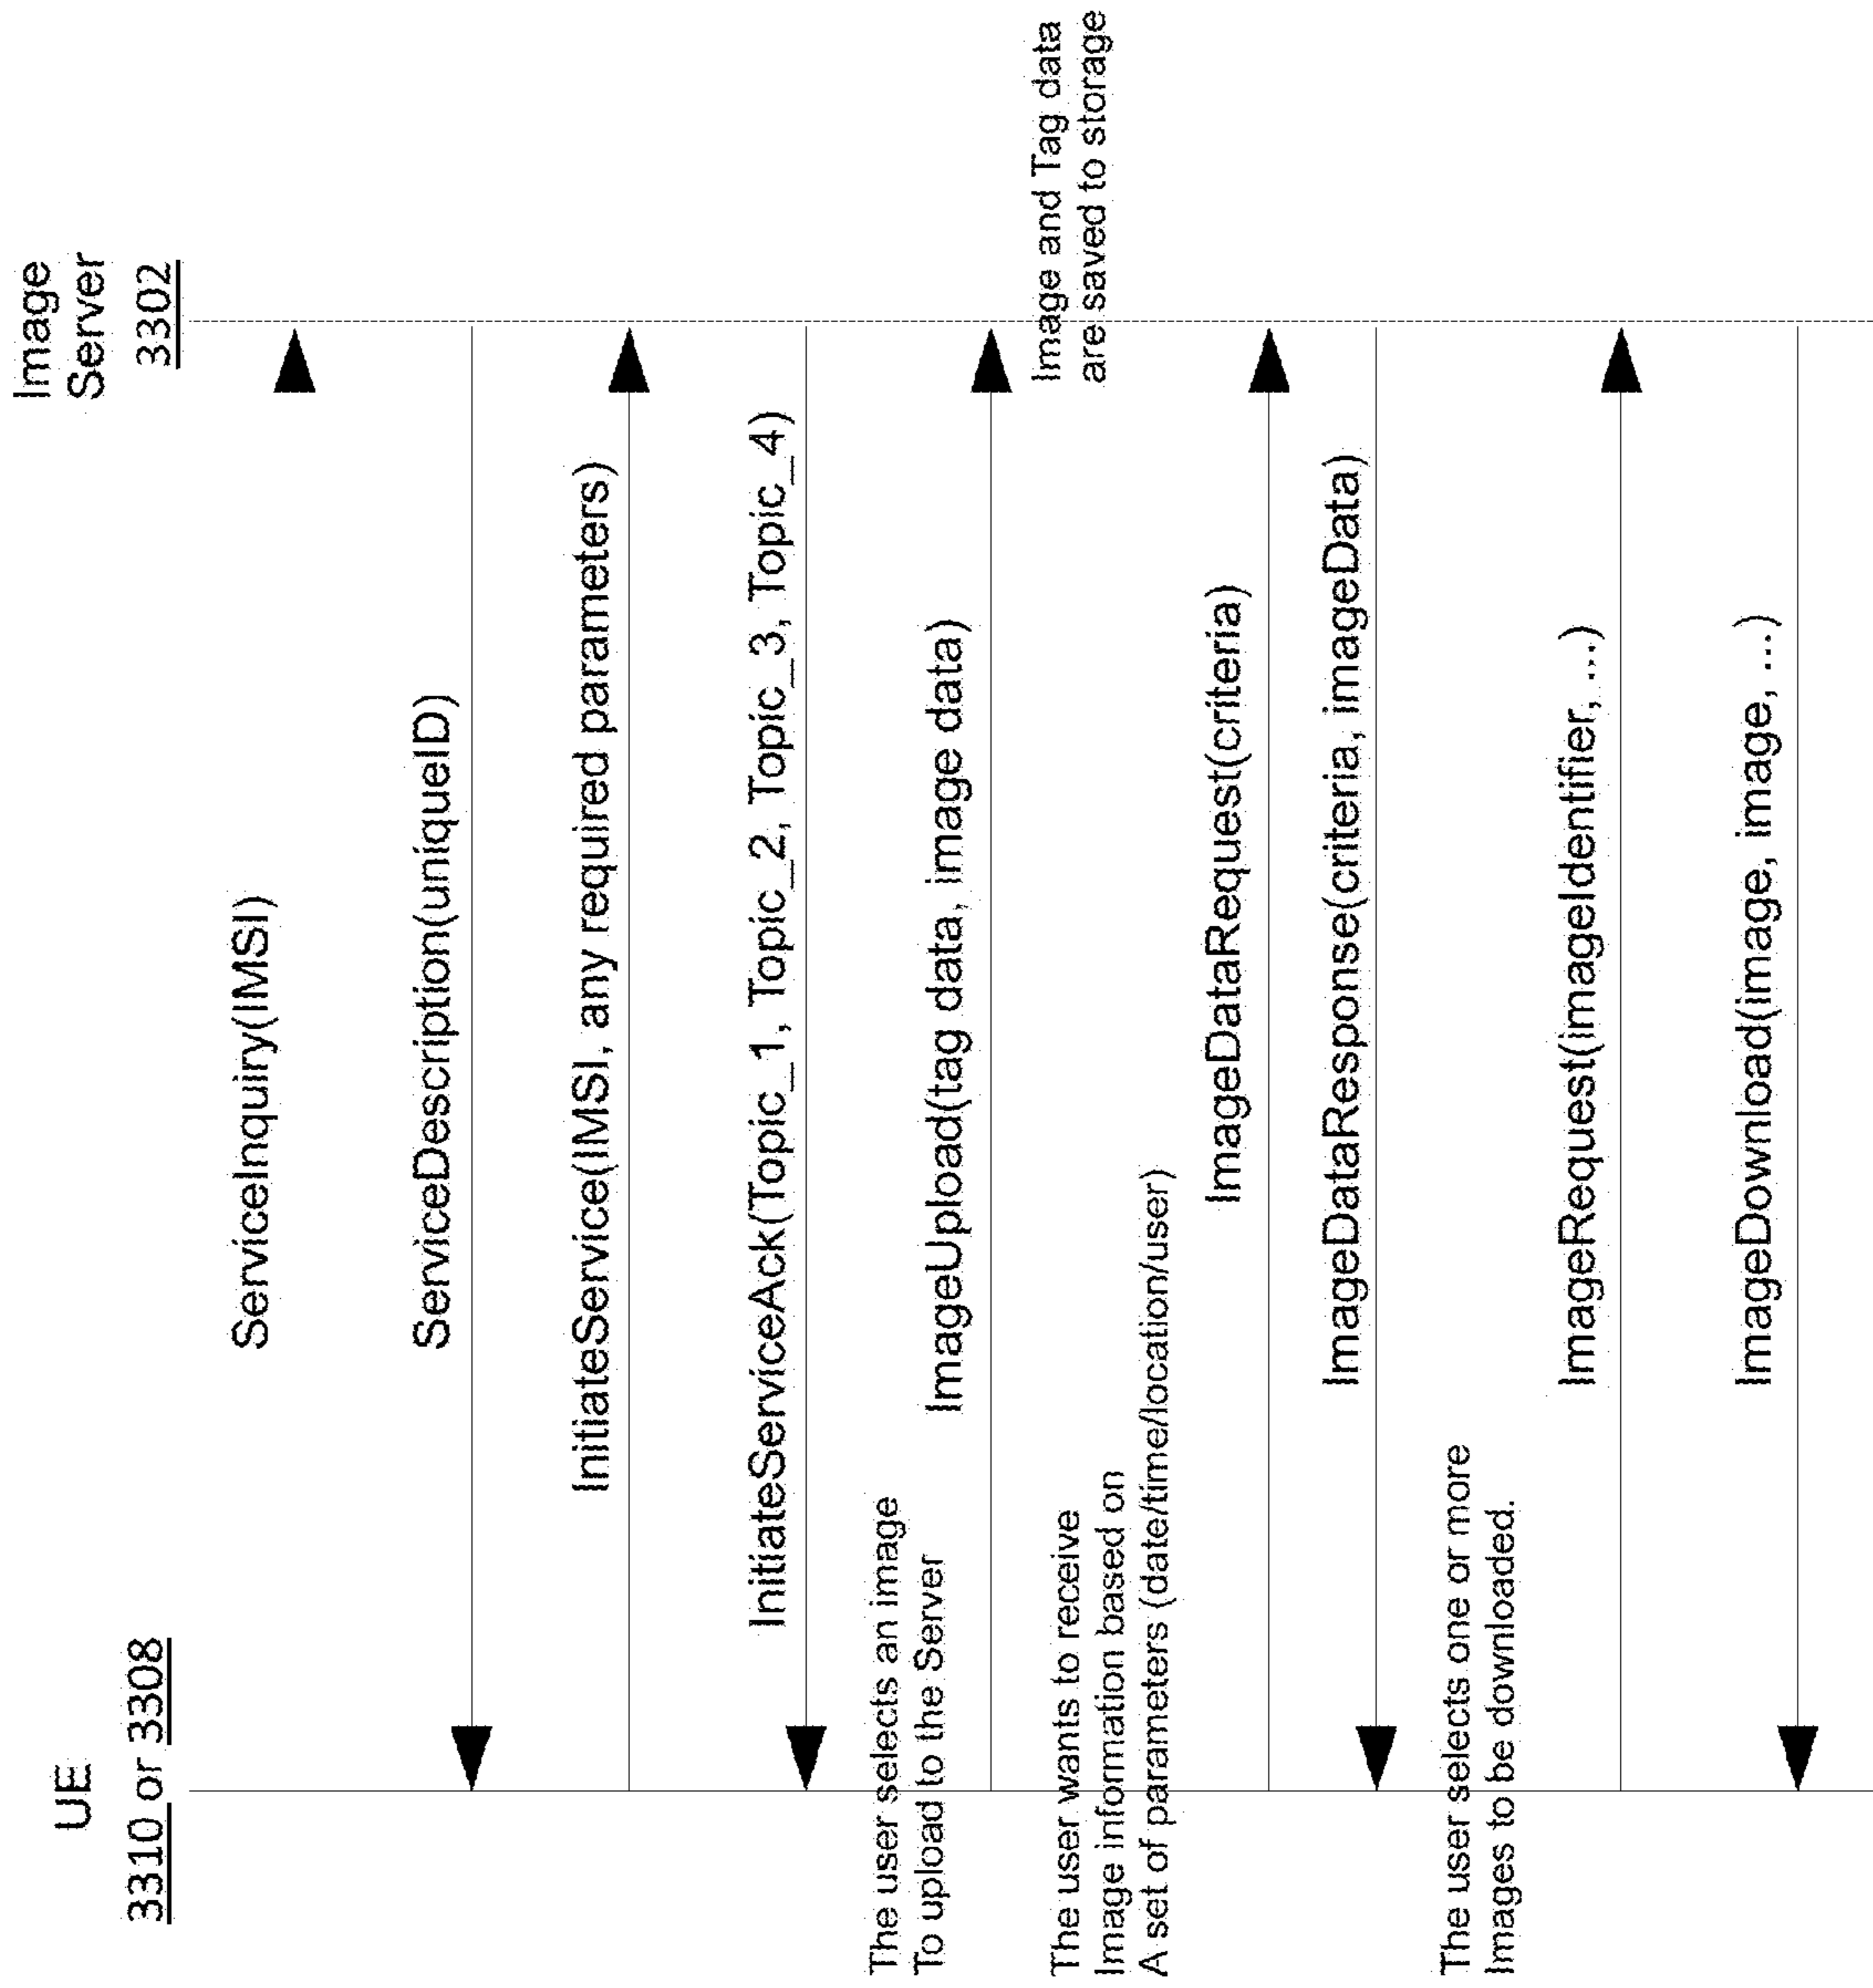 UE
3310 or 3308
Image
Server
3302
ServiceInquiry(IMSI)
ServiceDescription(uniqueID)
InitiateService(IMSI, any required parameters)
InitiateServiceAck(Topic_1, Topic_2, Topic_3, Topic_4)
The user selects an image
To upload to the Server
ImageUpload(tag data, image data)
Image and Tag data
are saved to storage
The user wants to receive
Image information based on
A set of parameters (date/time/location/user)
ImageDataRequest(criteria)
ImageDataResponse(criteria, imageData)
The user selects one or more
Images to be downloaded.
ImageRequest(imageIdentifier, ...)
ImageDownload(image, image, ...)